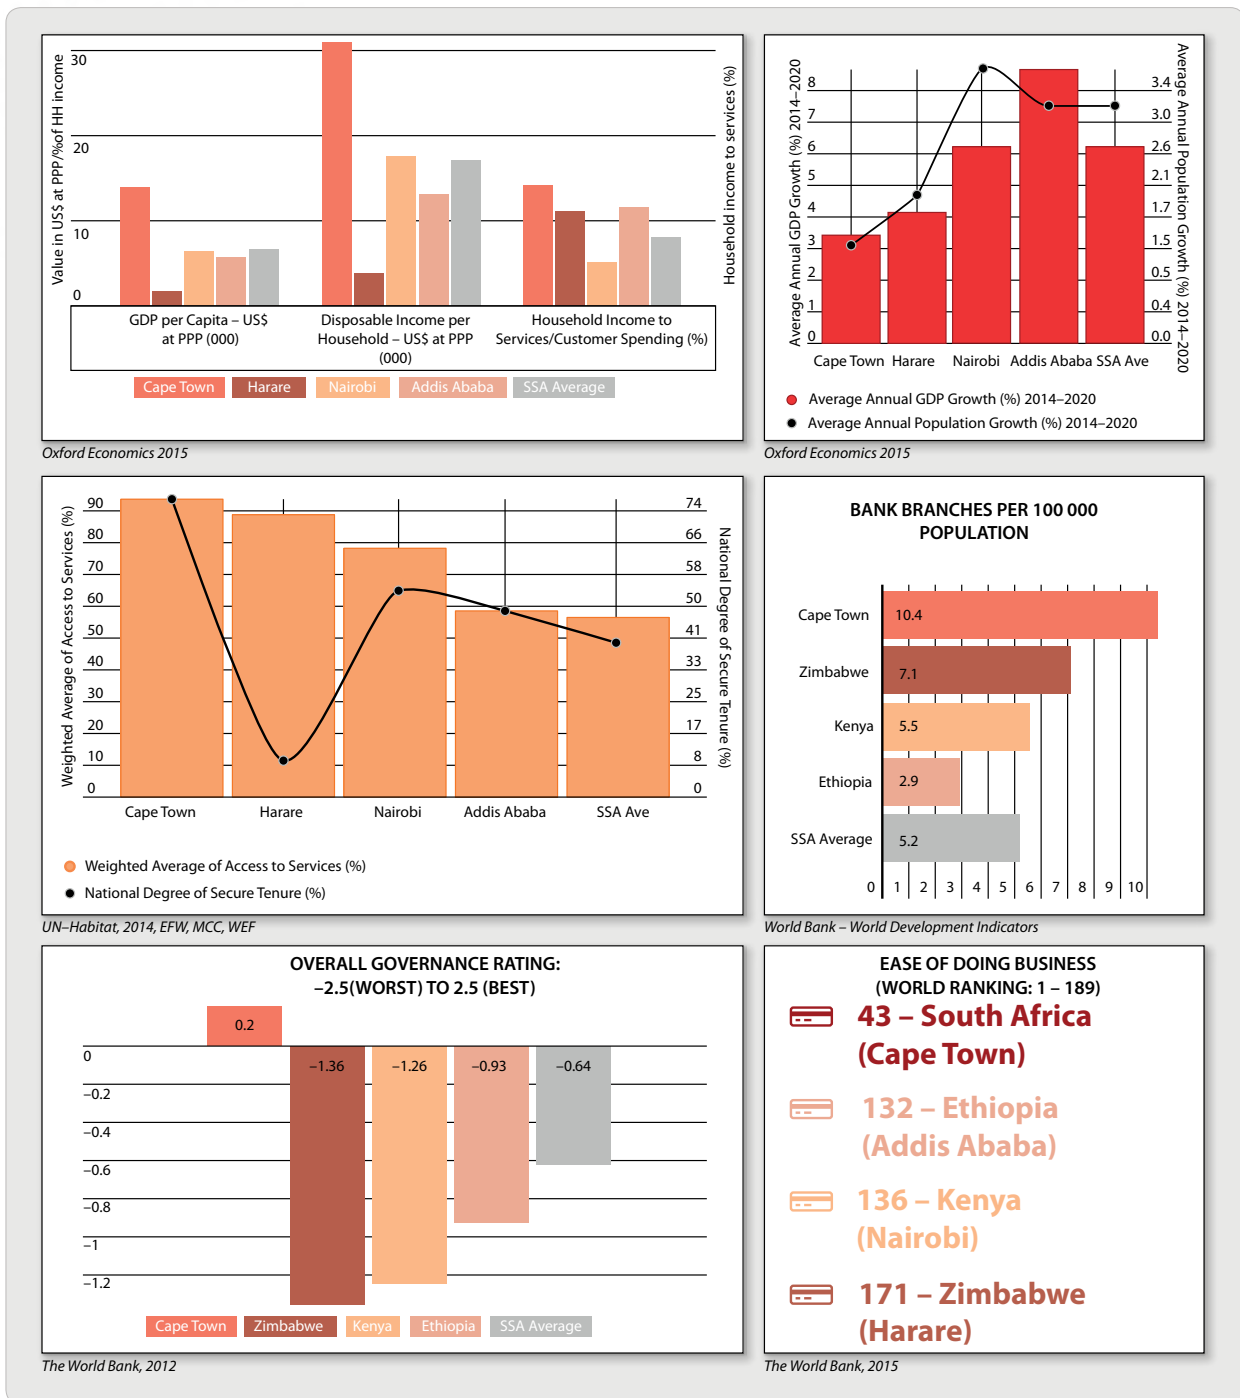 Value in US$ at PPP/%of HH income
30
20
10
0
Household income to services (%)
GDP per Capita – US$
at PPP (000)
Disposable Income per
Household – US$ at PPP
(000)
Household Income to
Services/Customer Spending (%)
Cape Town
Harare
Nairobi
Addis Ababa
SSA Average
Oxford Economics 2015
Average Annual GDP Growth (%) 2014–2020
8
7
6
5
4
3
2
1
0
3.4
3.0
2.6
2.1
1.7
1.5
0.5
0.4
0.0
Average Annual Population Growth (%) 2014–2020
Cape Town
Harare
Nairobi
Addis Ababa
SSA Ave
Average Annual GDP Growth (%) 2014–2020
Average Annual Population Growth (%) 2014–2020
Oxford Economics 2015
Weighted Average of Access to Services (%)
90
80
70
60
50
40
30
20
10
0
74
66
58
50
41
33
25
17
8
0
National Degree of Secure Tenure (%)
Cape Town
Harare
Nairobi
Addis Ababa
SSA Ave
Weighted Average of Access to Services (%)
National Degree of Secure Tenure (%)
UN–Habitat, 2014, EFW, MCC, WEF
BANK BRANCHES PER 100 000
POPULATION
Cape Town
10.4
Zimbabwe
7.1
Kenya
5.5
Ethiopia
2.9
SSA Average
5.2
0 1 2 3 4 5 6 7 8 9 10
World Bank – World Development Indicators
OVERALL GOVERNANCE RATING:
–2.5(WORST) TO 2.5 (BEST)
0.2
0
–1.36
–1.26
–0.93
–0.64
–0.2
–0.4
–0.6
–0.8
–1
–1.2
Cape Town
Zimbabwe
Kenya
Ethiopia
SSA Average
The World Bank, 2012
EASE OF DOING BUSINESS
(WORLD RANKING: 1 – 189)
43 – South Africa
(Cape Town)
132 – Ethiopia
(Addis Ababa)
136 – Kenya
(Nairobi)
171 – Zimbabwe
(Harare)
The World Bank, 2015